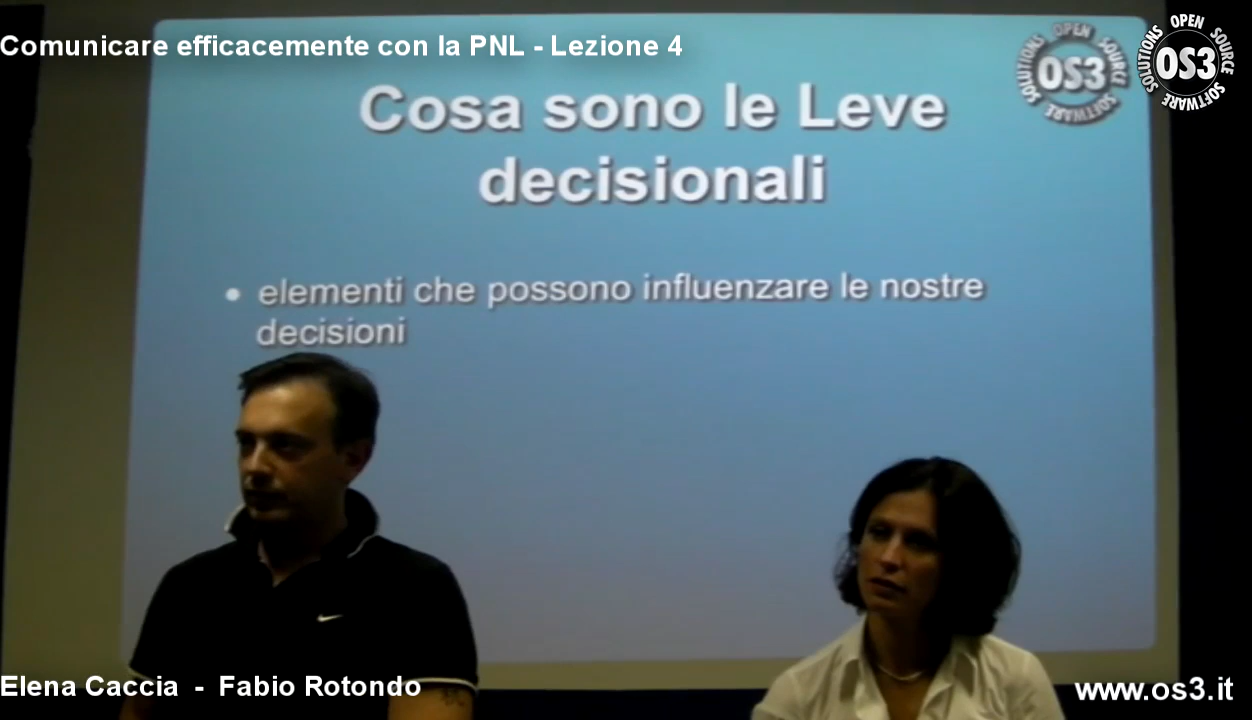 Comunicare efficacemente con la PNL - Lezione 4
OPEN SOURCE SOFTWARE SOLUTIONS
OS3
OPEN SOURCE SOFTWARE SOLUTIONS
OS3
Cosa sono le Leve
decisionali
• elementi che possono influenzare le nostre
decisioni
Elena Caccia - Fabio Rotondo
www.os3.it